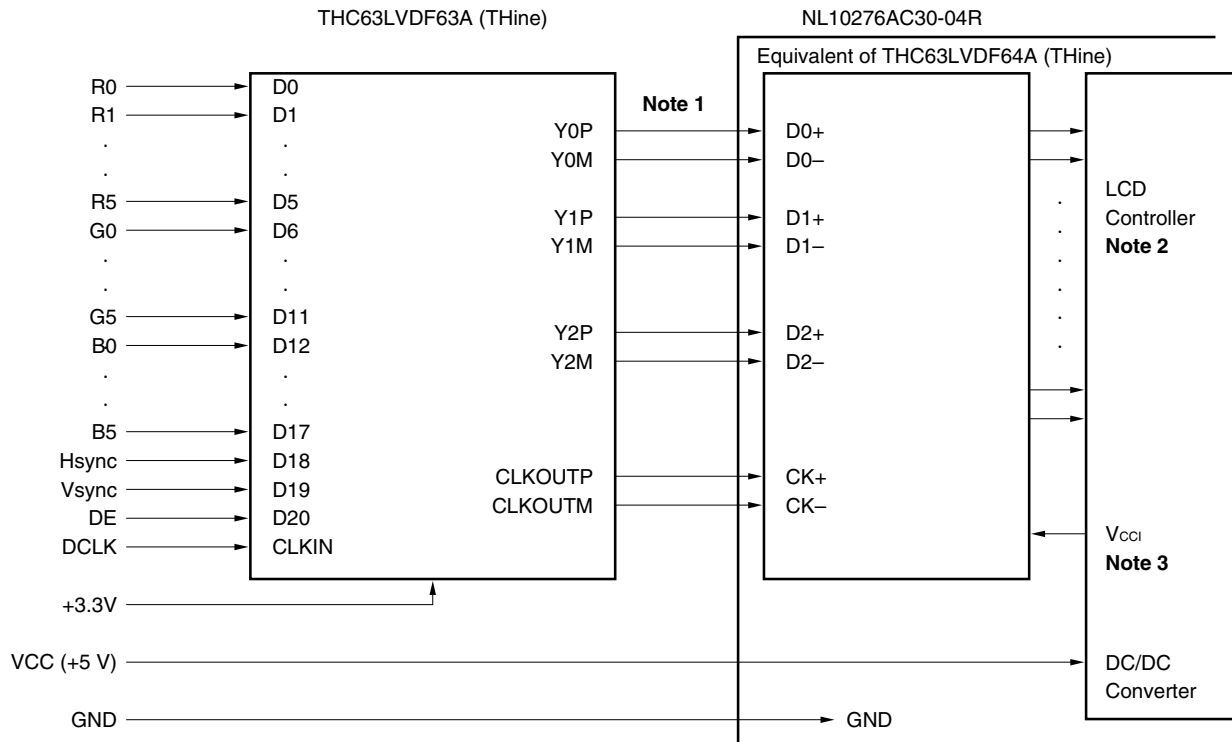 THC63LVDF63A (THine)
NL10276AC30-04R
Equivalent of THC63LVDF64A (THine)
R0
R1
.
.
R5
G0
.
.
G5
B0
.
.
B5
Hsync
Vsync
DE
DCLK
+3.3V
VCC (+5 V)
GND
D0
D1
.
.
D5
D6
.
.
D11
D12
.
.
D17
D18
D19
D20
CLKIN
Y0P
Y0M
Y1P
Y1M
Y2P
Y2M
CLKOUTP
CLKOUTM
Note 1
D0+
D0–
D1+
D1–
D2+
D2–
CK+
CK–
GND
.
.
.
.
.
.
LCD
Controller
Note 2
VCCI
Note 3
DC/DC
Converter